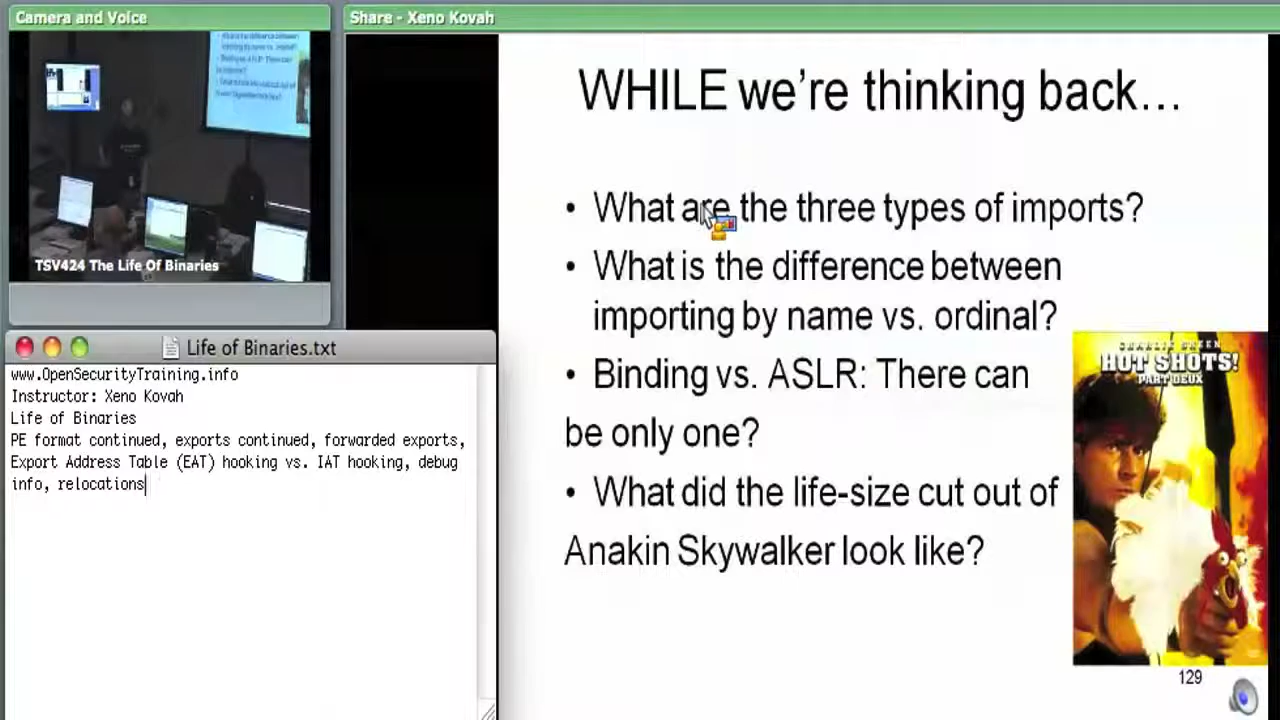 Camera and Voice
TSV424 The Life Of Binaries
Life of Binaries.txt
www.OpenSecurityTraining.info
Instructor: Xeno Kovah
Life of Binaries
PE format continued, exports continued, forwarded exports,
Export Address Table (EAT) hooking vs. IAT hooking, debug
info, relocations
Share - Xeno Kovah
WHILE we're thinking back…
• What are the three types of imports?
• What is the difference between
importing by name vs. ordinal?
• Binding vs. ASLR: There can
be only one?
• What did the life-size cut out of
Anakin Skywalker look like?
CHARLIE SHEEN
HOT SHOTS!
PART DEUX
129